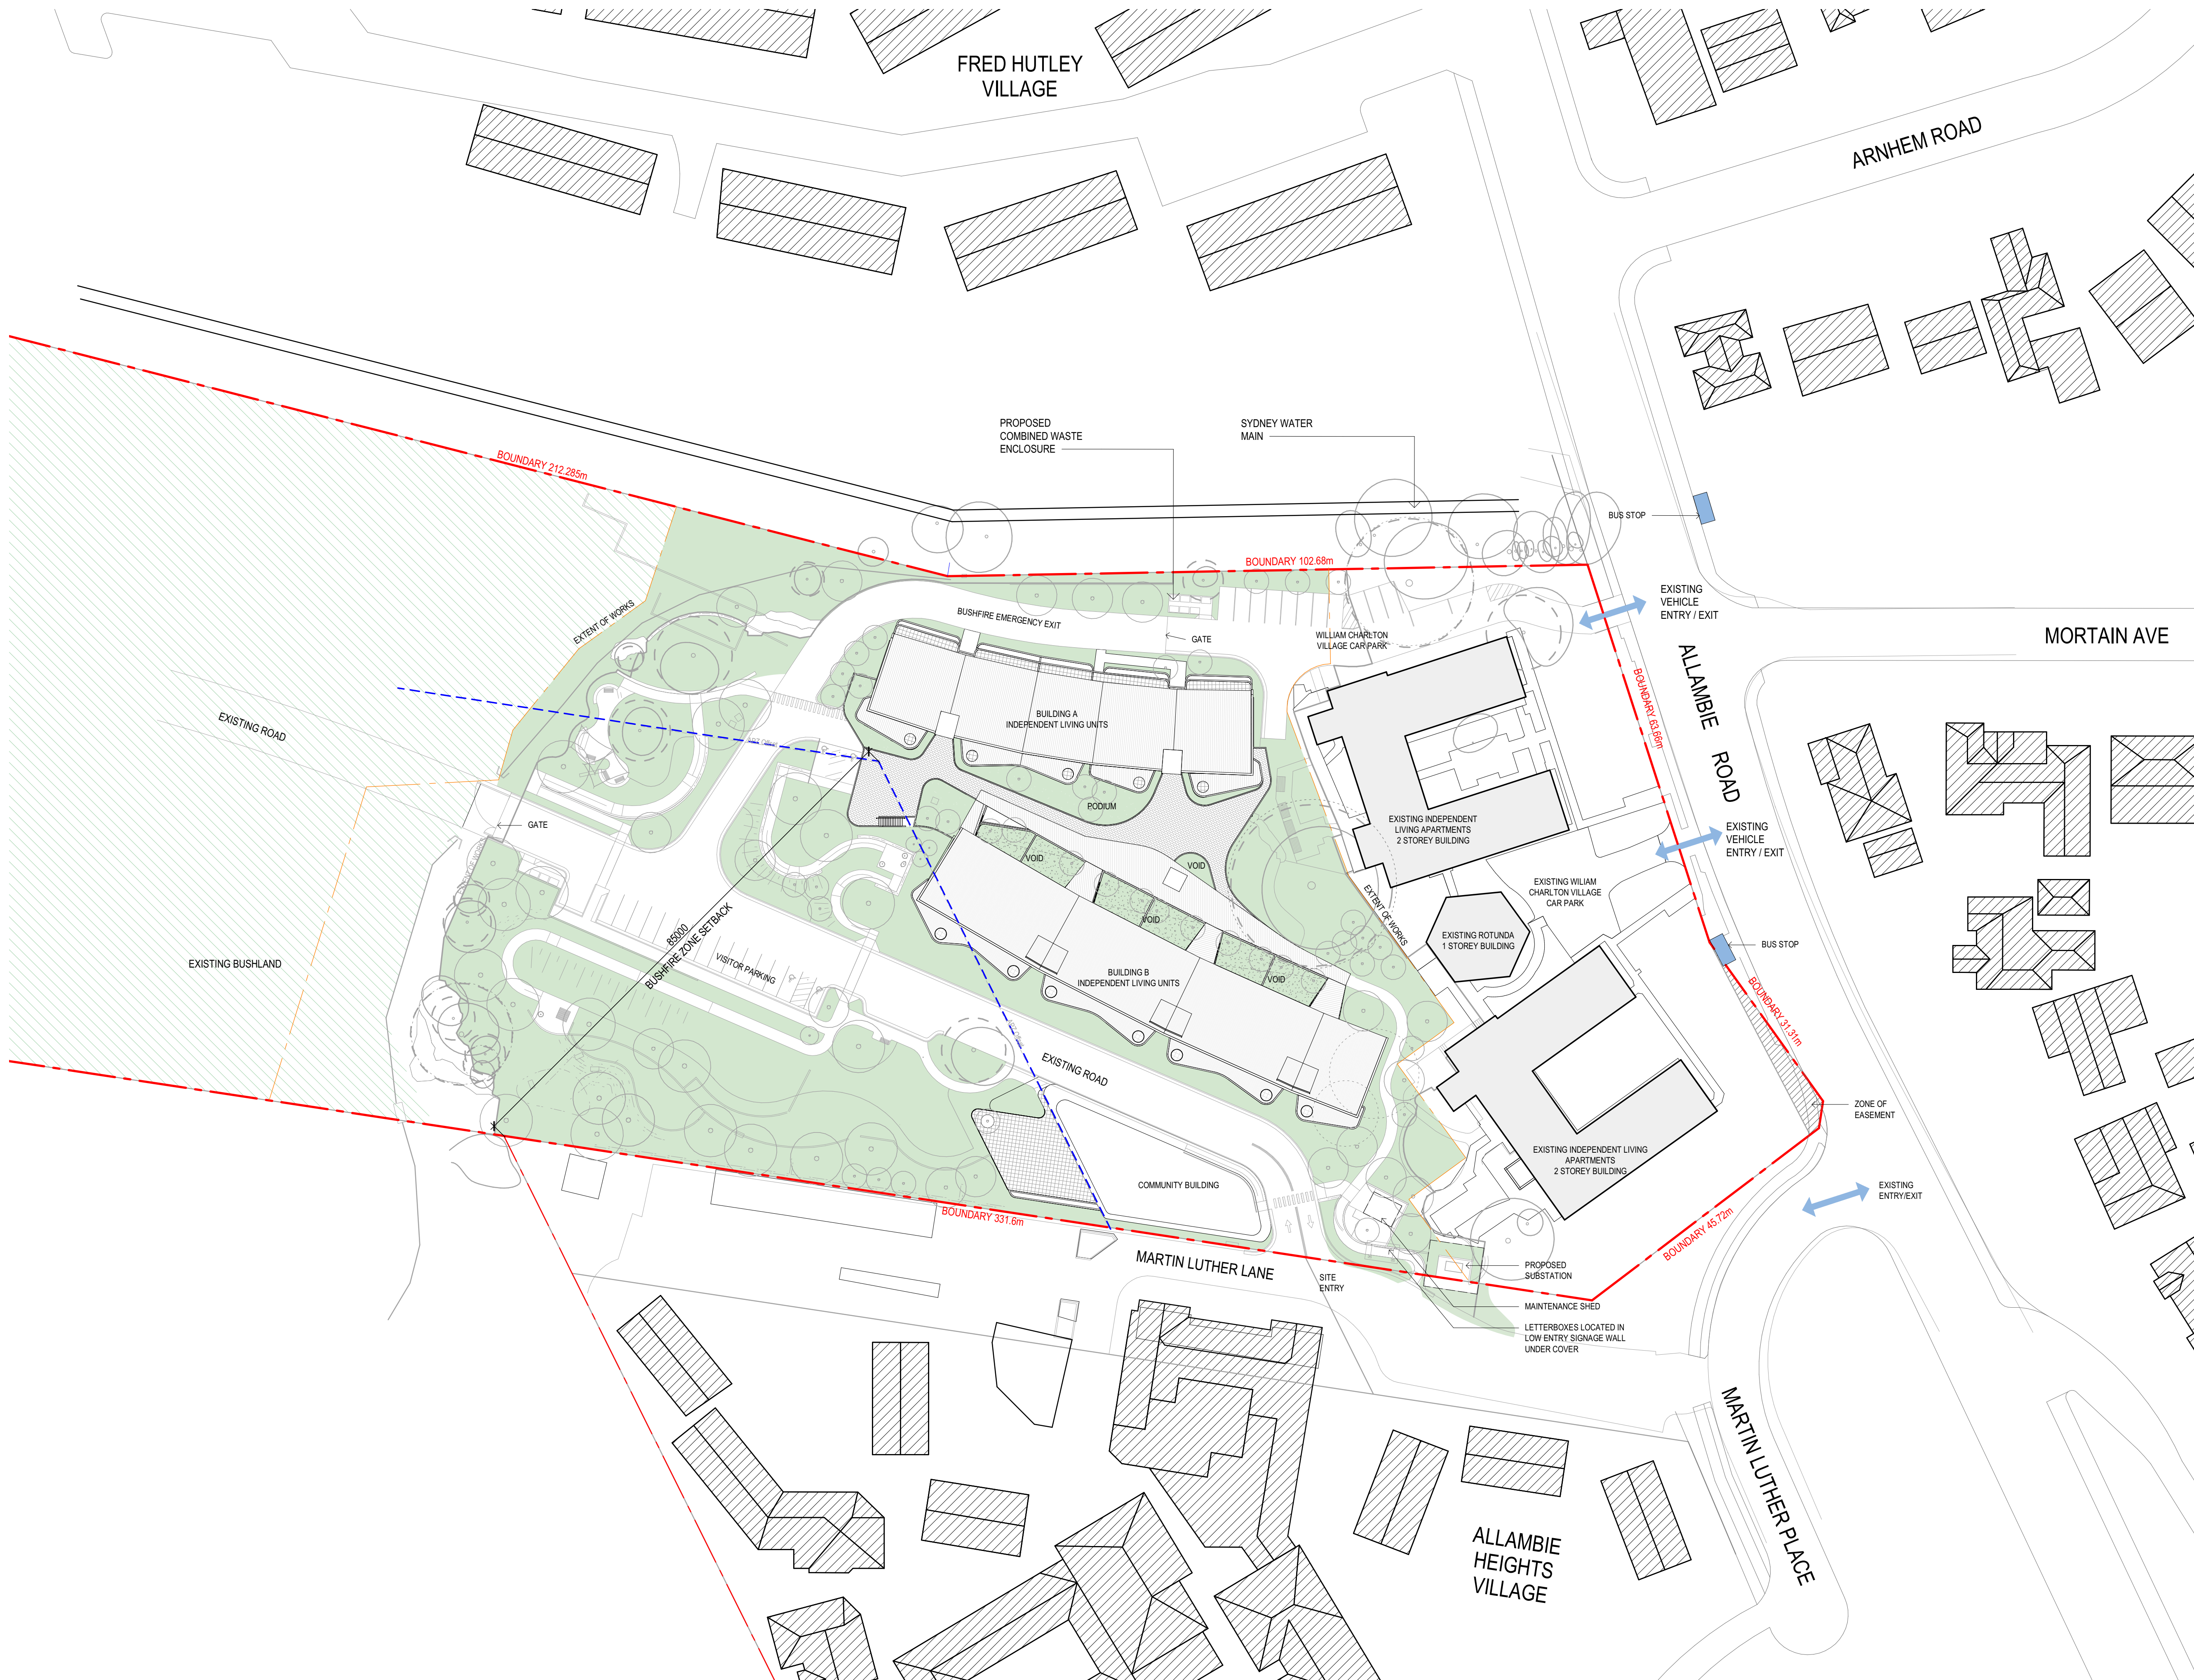 FRED HUTLEY
VILLAGE
ARNHEM ROAD
PROPOSED
COMBINED WASTE
ENCLOSURE
SYDNEY WATER
MAIN
BOUNDARY 212.285m
BUS STOP
BOUNDARY 102.68m
EXISTING
VEHICLE
ENTRY / EXIT
EXTENT OF WORKS
BUSHFIRE EMERGENCY EXIT
GATE
WILLIAM CHARLTON
VILLAGE CAR PARK
MORTAIN AVE
ALLAMBIE ROAD
BOUNDARY 63.66m
EXISTING ROAD
BUILDING A
INDEPENDENT LIVING UNITS
PODIUM
GATE
EXISTING INDEPENDENT
LIVING APARTMENTS
2 STOREY BUILDING
EXISTING
VEHICLE
ENTRY / EXIT
VOID
VOID
VOID
VOID
EXISTING WILIAM
CHARLTON VILLAGE
CAR PARK
EXTENT OF WORKS
85000
BUSHFIRE ZONE SETBACK
EXISTING ROTUNDA
1 STOREY BUILDING
BUS STOP
EXISTING BUSHLAND
VISITOR PARKING
BUILDING B
INDEPENDENT LIVING UNITS
BOUNDARY 31.31m
EXISTING ROAD
ZONE OF
EASEMENT
EXISTING INDEPENDENT LIVING
APARTMENTS
2 STOREY BUILDING
COMMUNITY BUILDING
EXISTING
ENTRY/EXIT
BOUNDARY 331.6m
BOUNDARY 45.72m
MARTIN LUTHER LANE
SITE
ENTRY
PROPOSED
SUBSTATION
MAINTENANCE SHED
LETTERBOXES LOCATED IN
LOW ENTRY SIGNAGE WALL
UNDER COVER
MARTIN LUTHER PLACE
ALLAMBIE
HEIGHTS
VILLAGE